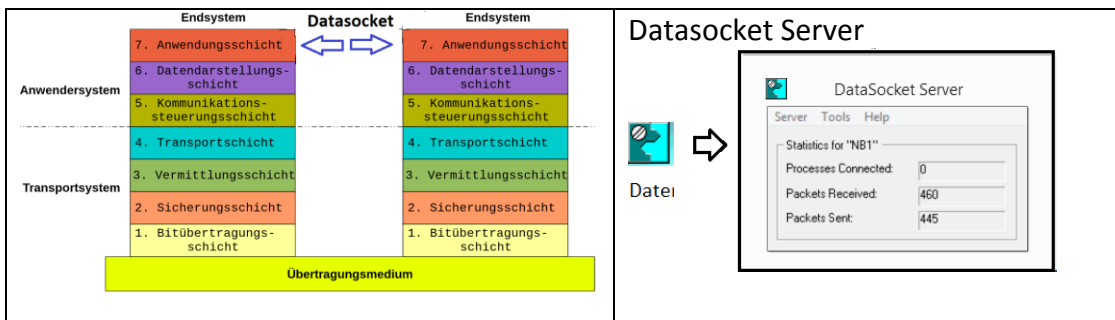 Endsystem
Datasocket
Endsystem
7. Anwendungsschicht
7. Anwendungsschicht
6. Datendarstellungs-
schicht
6. Datendarstellungs-
schicht
Anwendersystem
5. Kommunikations-
steuerungsschicht
5. Kommunikations-
steuerungsschicht
4. Transportschicht
4. Transportschicht
Transportsystem
3. Vermittlungsschicht
3. Vermittlungsschicht
2. Sicherungsschicht
2. Sicherungsschicht
1. Bitübertragungs-
schicht
1. Bitübertragungs-
schicht
Übertragungsmedium
Datasocket Server
DataSocket Server
Server Tools Help
Statistics for "NB1"
Processes Connected: 0
Packets Received: 460
Packets Sent: 445